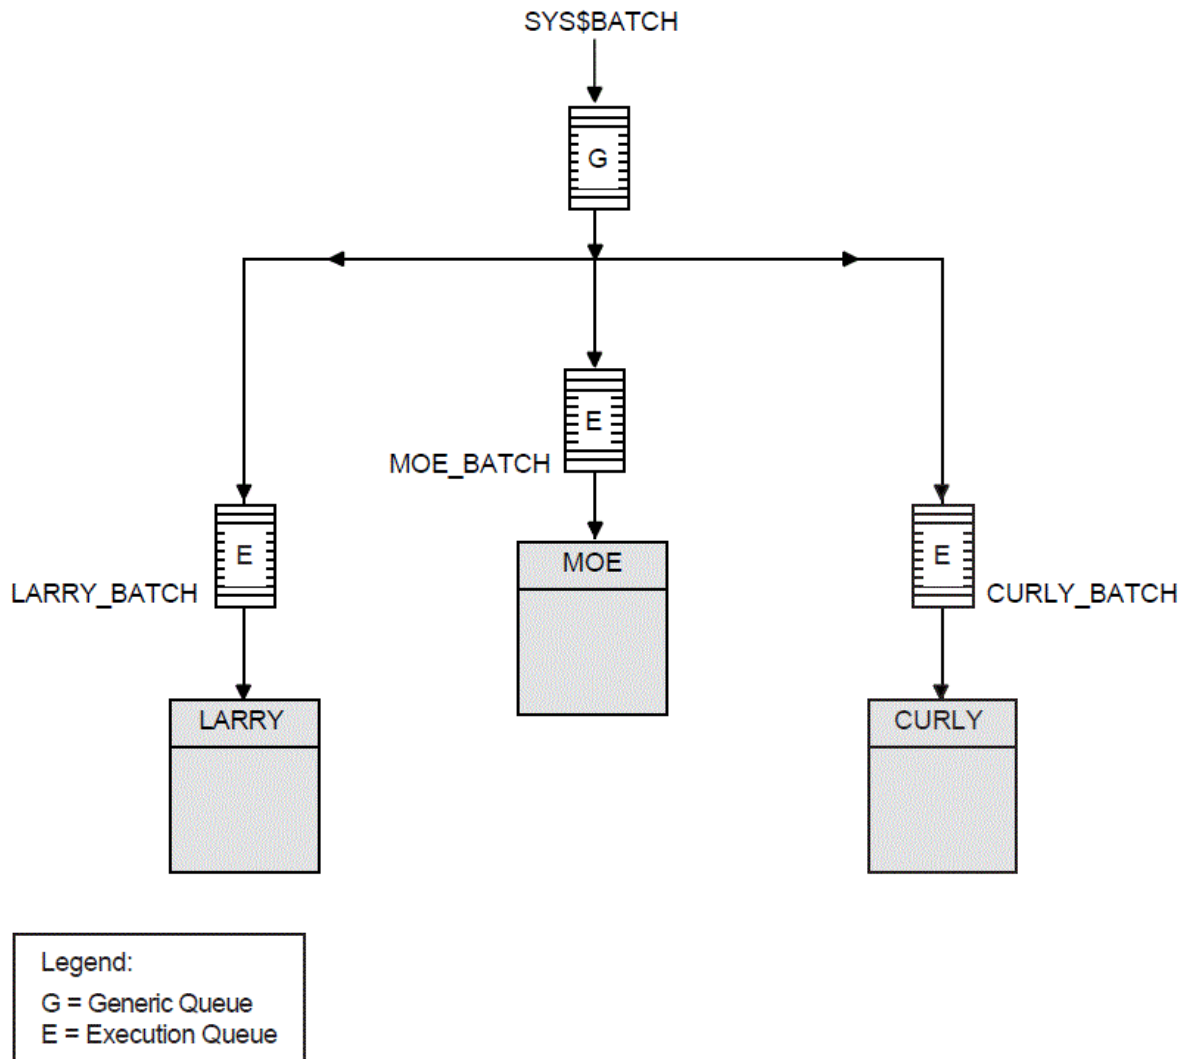 SYS$BATCH
G
E
MOE_BATCH
MOE
E
E
LARRY_BATCH
CURLY_BATCH
LARRY
CURLY
Legend:
G = Generic Queue
E = Execution Queue